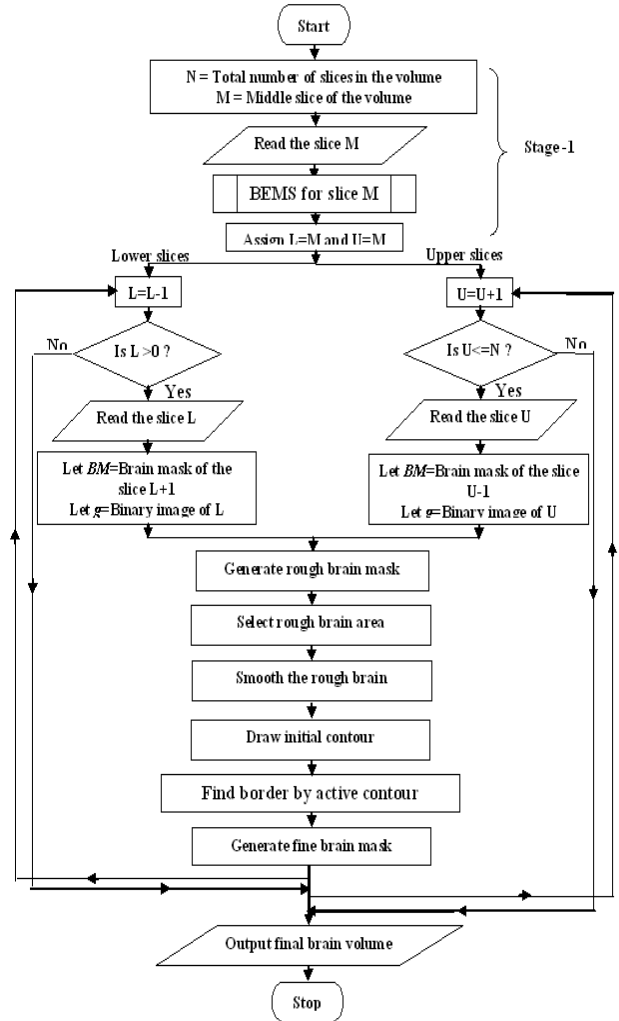 Start
N = Total number of slices in the volume
M = Middle slice of the volume
Read the slice M
Stage-1
BEMS for slice M
Assign L=M and U=M
Lower slices
Upper slices
L=L-1
U=U+1
No
Is L >0 ?
Is U<=N ?
No
Yes
Yes
Read the slice L
Read the slice U
Let BM=Brain mask of the
slice L+1
Let g=Binary image of L
Let BM=Brain mask of the slice
U-1
Let g=Binary image of U
Generate rough brain mask
Select rough brain area
Smooth the rough brain
Draw initial contour
Find border by active contour
Generate fine brain mask
Output final brain volume
Stop